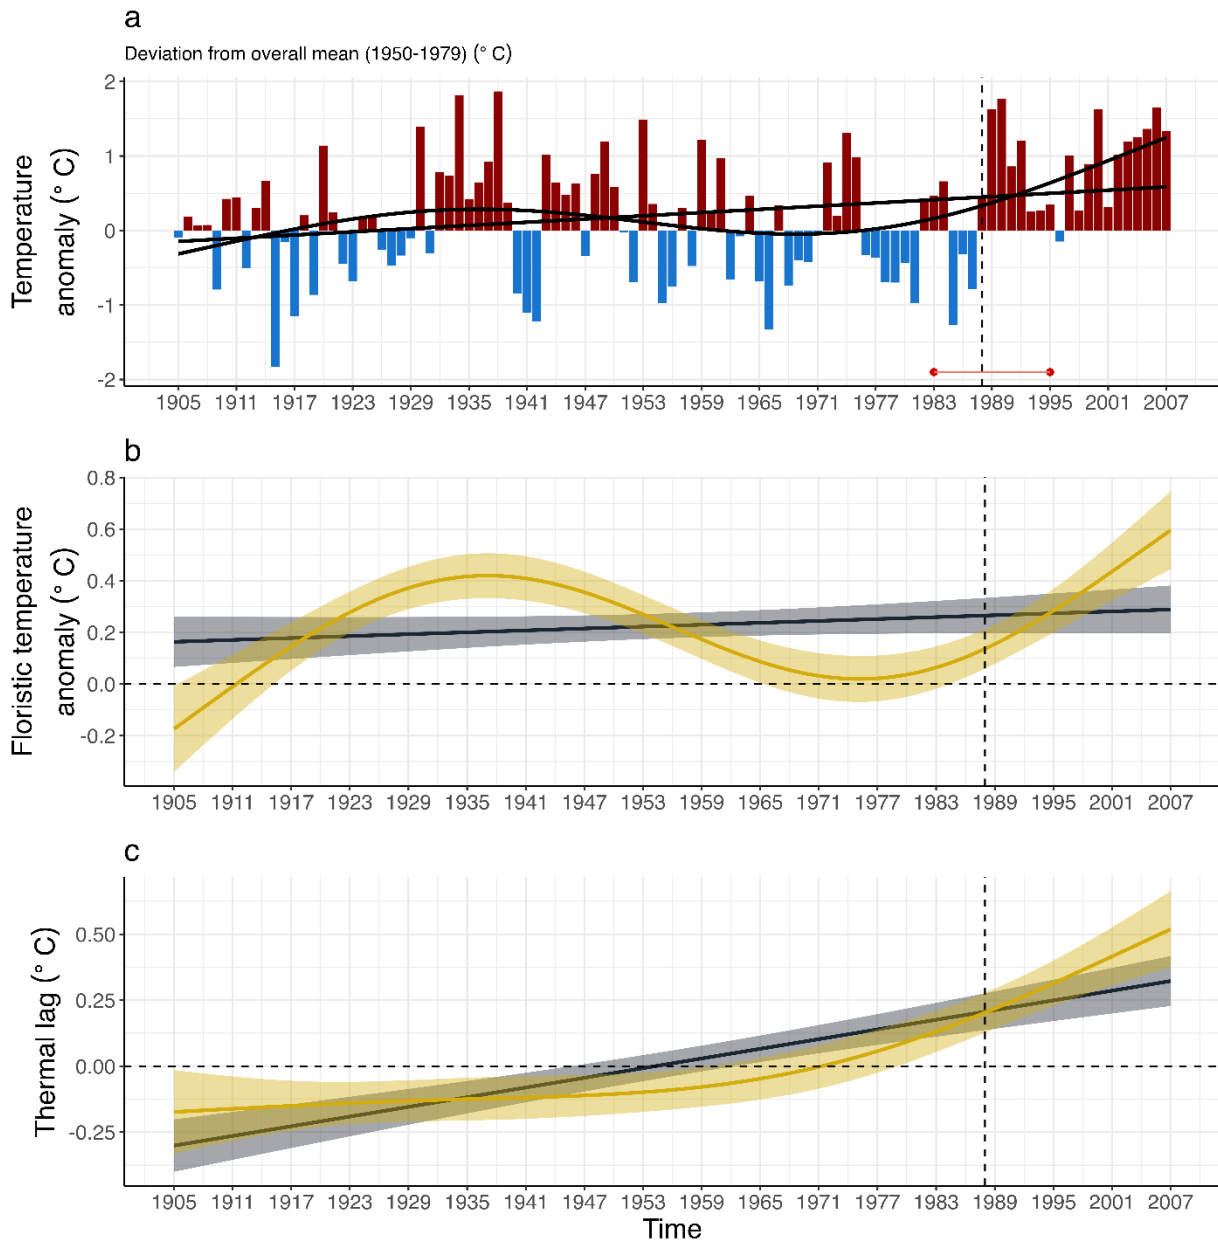 a
Deviation from overall mean (1950-1979) (° C)
Temperature
anomaly (° C)
2
1
0
-1
-2
1905 1911 1917 1923 1929 1935 1941 1947 1953 1959 1965 1971 1977 1983 1989 1995 2001 2007
b
Floristic temperature
anomaly (° C)
0.8
0.6
0.4
0.2
0.0
-0.2
1905 1911 1917 1923 1929 1935 1941 1947 1953 1959 1965 1971 1977 1983 1989 1995 2001 2007
c
Thermal lag (° C)
0.50
0.25
0.00
-0.25
1905 1911 1917 1923 1929 1935 1941 1947 1953 1959 1965 1971 1977 1983 1989 1995 2001 2007
Time